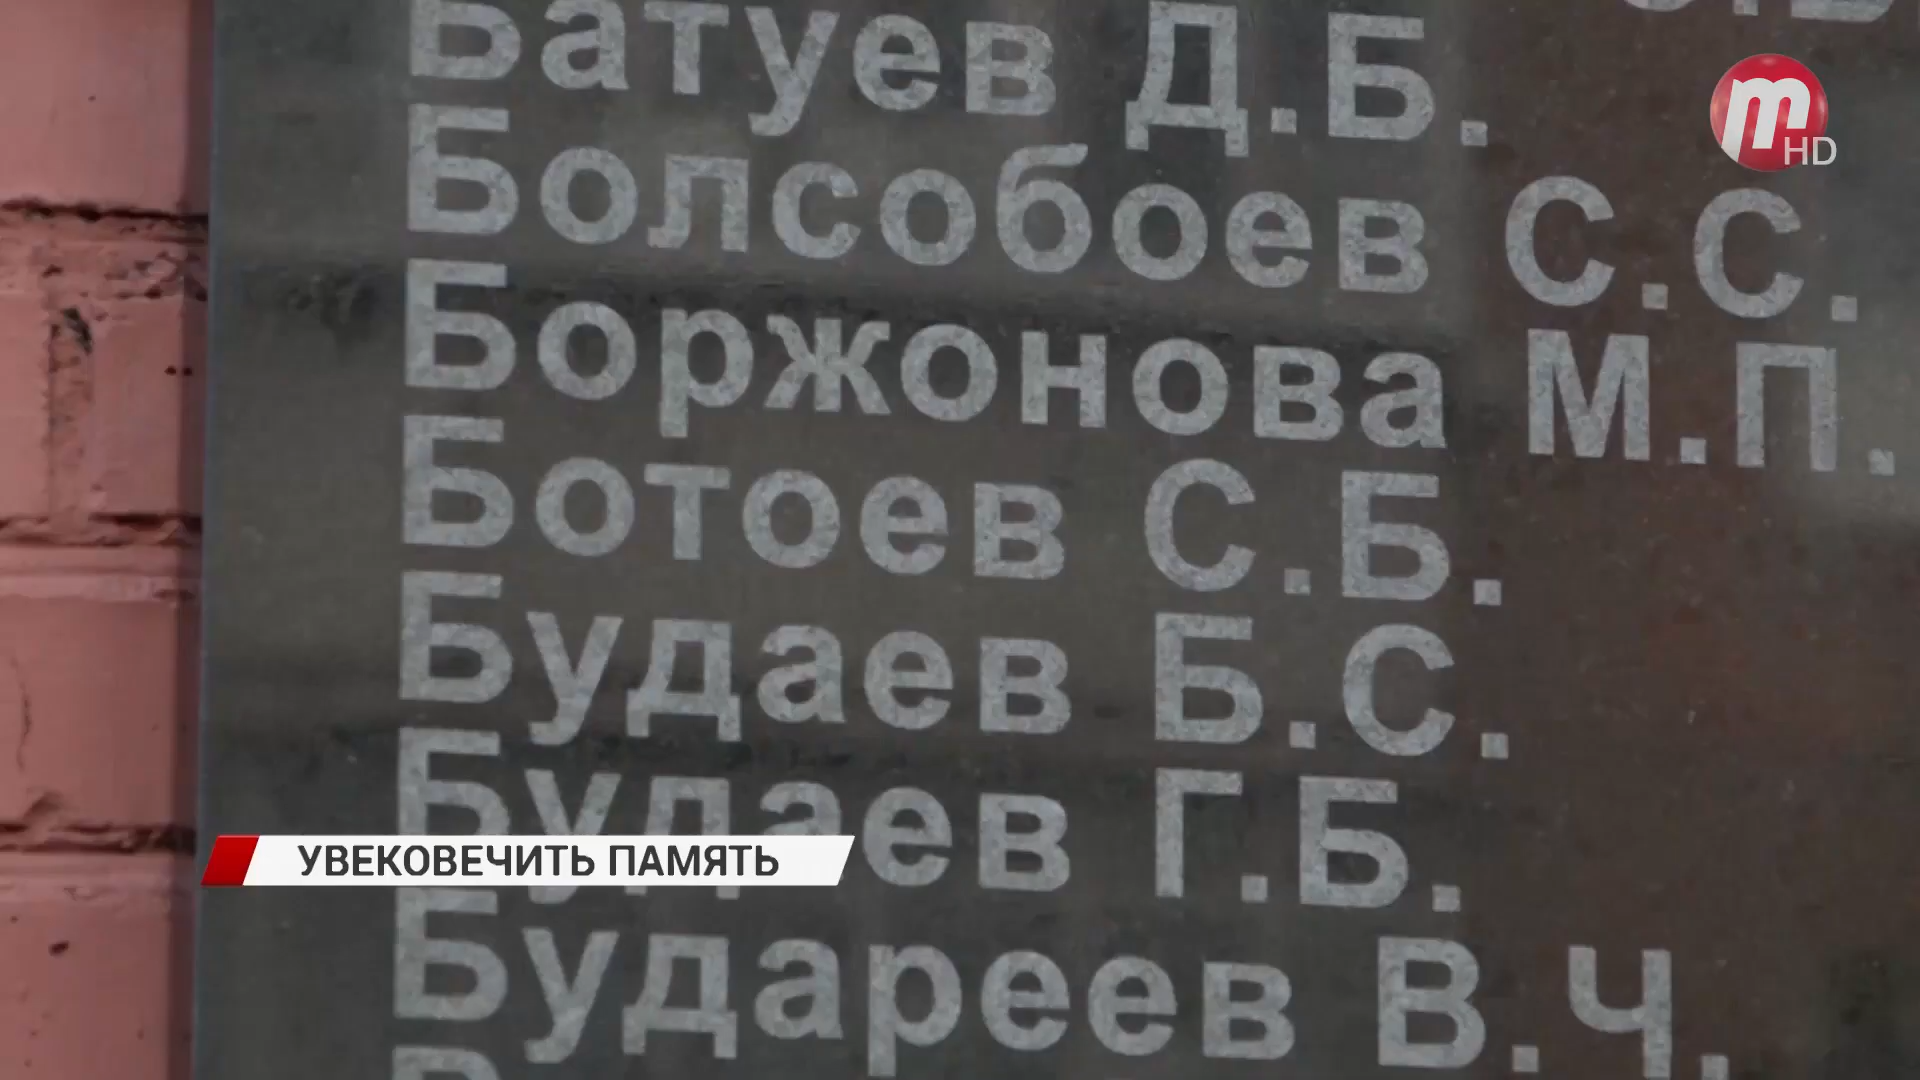 Батуев Д.Б.
Болсобоев С.С.
Боржонова М.П.
Ботоев С.Б.
Будаев Б.С.
Будаев Г.Б.
УВЕКОВЕЧИТЬ ПАМЯТЬ
Будареев В.Ч.
m HD